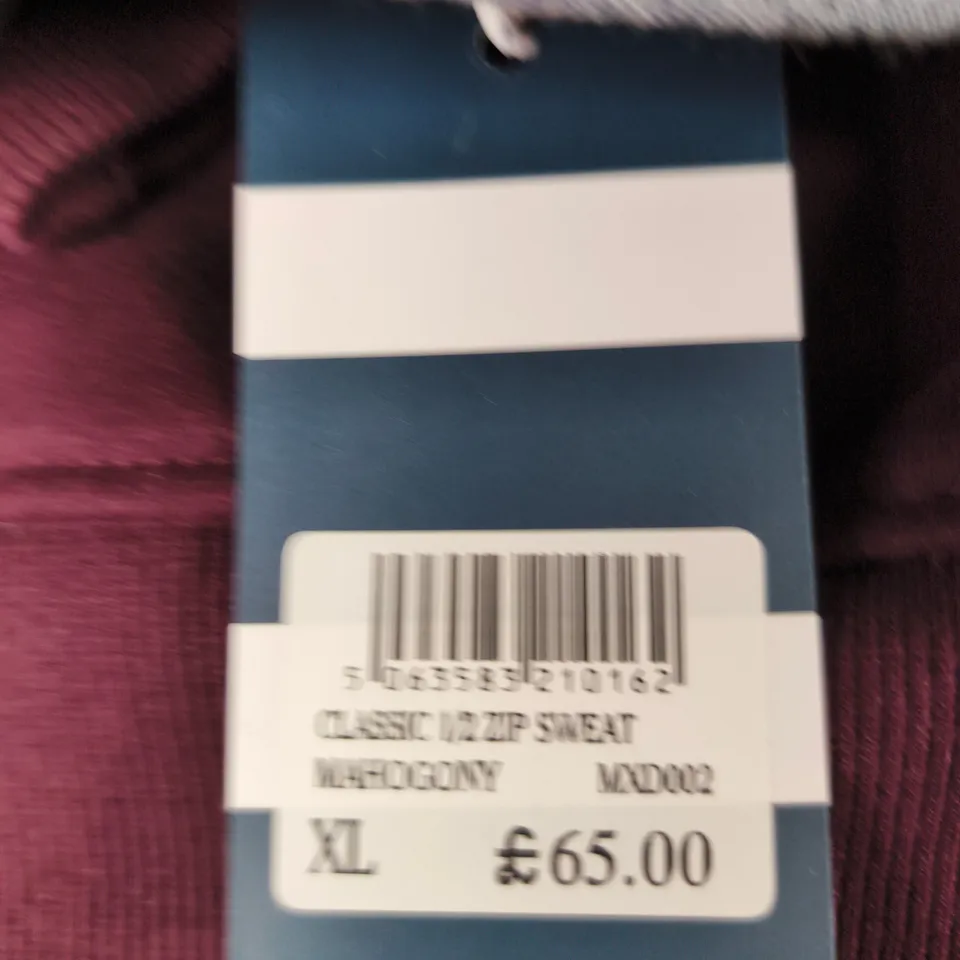 5 063583 210162
CLASSIC 1/2 ZIP SWEAT
MAHOGONY MXD002
XL £65.00